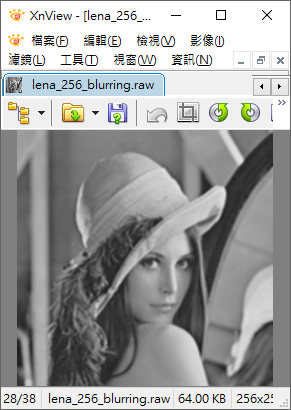 XnView - [lena_256_...
檔案(F) 編輯(E) 檢視(V) 影像(I)
濾鏡(L) 工具(T) 視窗(W) 資訊(N)
lena_256_blurring.raw
28/38 lena_256_blurring.raw 64.00 KB 256x25